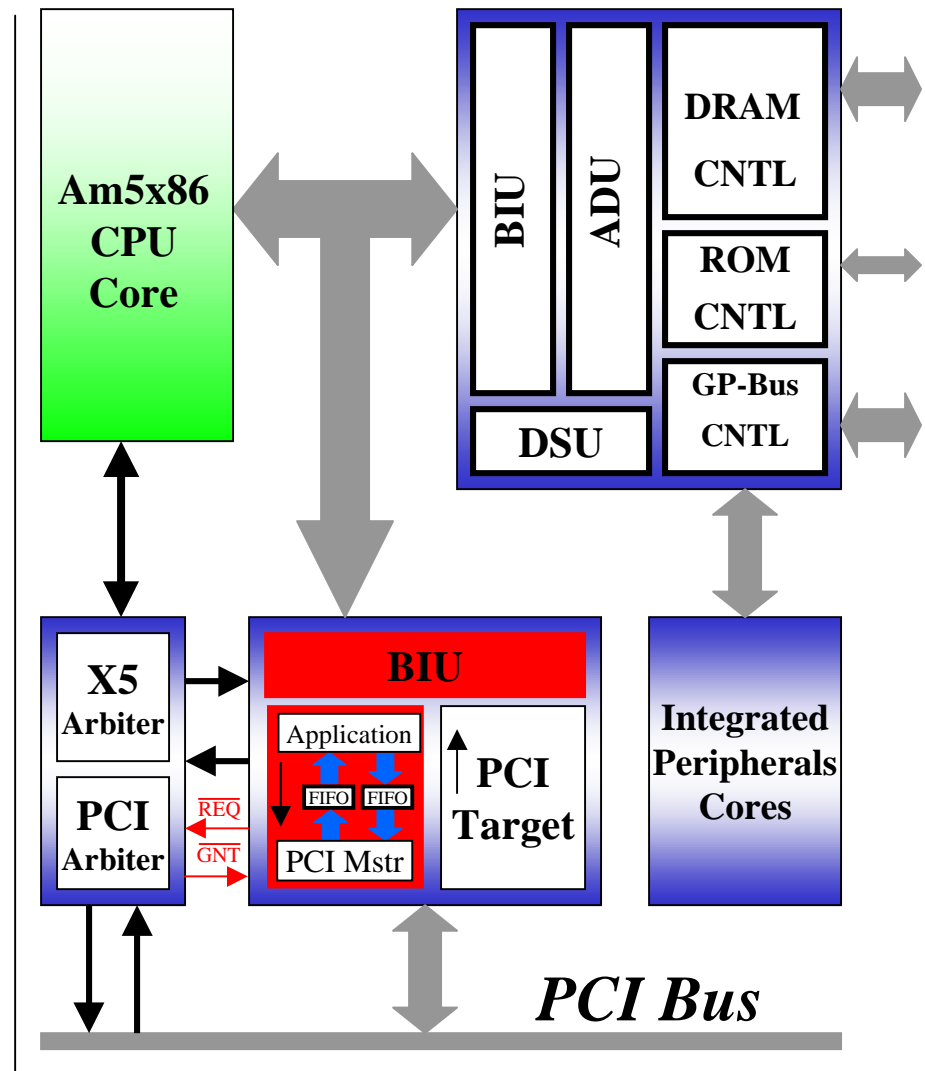 Am5x86
CPU
Core
BIU
ADU
DRAM
CNTL
ROM
CNTL
GP-Bus
CNTL
DSU
X5
Arbiter
PCI
Arbiter
REQ
GNT
BIU
Application
FIFO
FIFO
PCI Mstr
PCI
Target
Integrated
Peripherals
Cores
PCI Bus